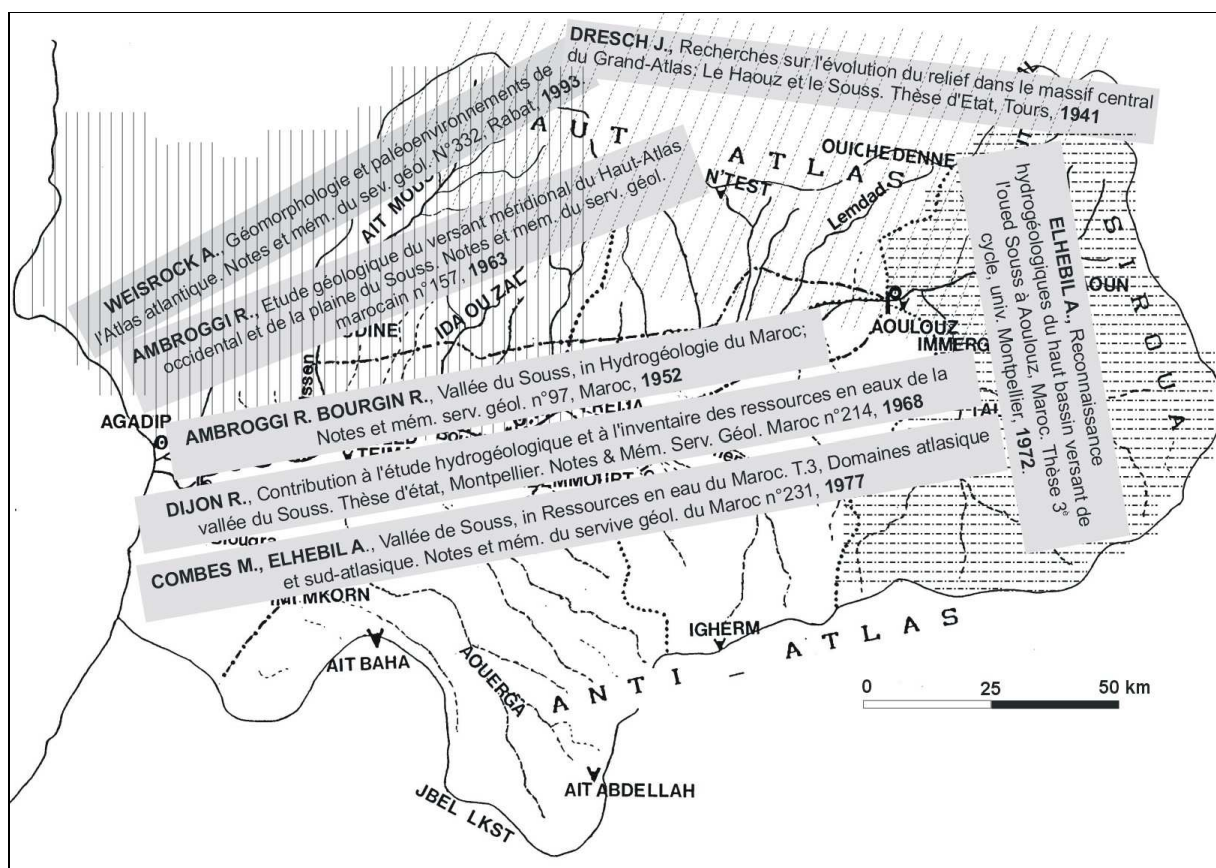 DRESCH J., Recherches sur l'évolution du relief dans le massif central
du Grand-Atlas; Le Haouz et le Souss. Thèse d'Etat, Tours, 1941
WEISROCK A., Géomorphologie et paléoenvironnements de
l'Atlas atlantique. Notes et mém. du sev. géol. N°332, Rabat, 1993
AUT ATLAS
OUICHEDENNE
N'TEST
Lemdad
AIT MOU
AMBROGGI R., Etude géologique du versant méridional du Haut-Atlas
occidental et de la plaine du Souss. Notes et mem. du serv. géol.
marocain n°157, 1963
IDA OU ZAL
ELHEBIL A., Reconnaissance
hydrogéologiques du haut bassin versant de
l'oued Souss à Aoulouz, Maroc. Thèse 3e
cycle, univ. Montpellier, 1972.
SIROUA
AOULOUZ
IMMERG
AGADIR
AMBROGGI R. BOURGIN R., Vallée du Souss, in Hydrogéologie du Maroc;
Notes et mém. serv. géol. n°97, Maroc, 1952
DIJON R., Contribution à l'étude hydrogéologique et à l'inventaire des ressources en eaux de la
vallée du Souss. Thèse d'état, Montpellier. Notes & Mém. Serv. Géol. Maroc n°214, 1968
COMBES M., ELHEBIL A., Vallée de Souss, in Ressources en eau du Maroc. T.3, Domaines atlasique
et sud-atlasique. Notes et mém. du servive géol. du Maroc n°231, 1977
IMI MKORN
AIT BAHA
AOUERGA
IGHERM
ANTI - ATLAS
0 25 50 km
AIT ABDELLAH
JBEL LKST